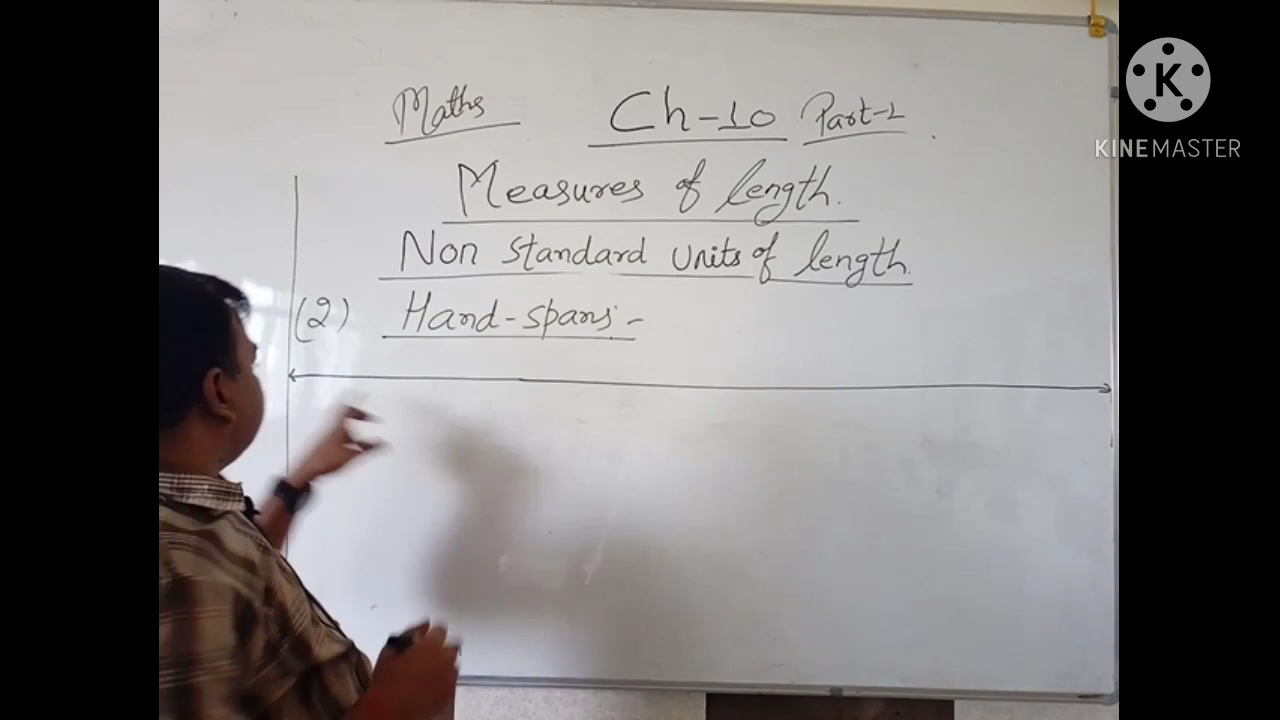 Maths Ch-10 Part-2
Measures of length.
Non standard units of length.
(2) Hand-spans:-
K
KINEMASTER